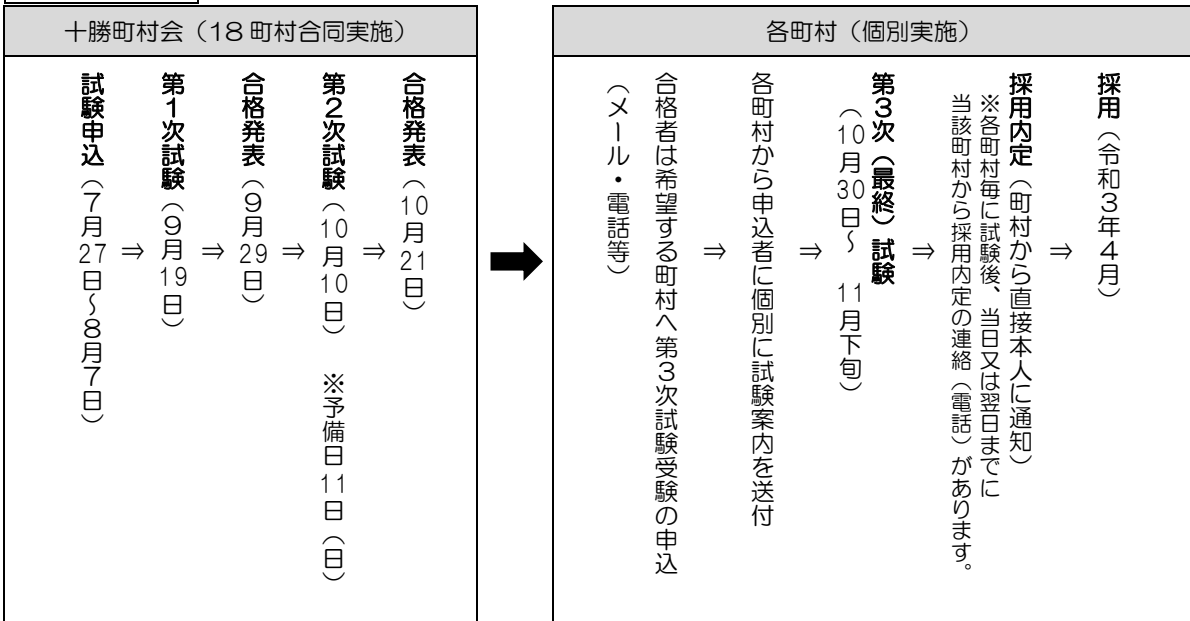 十勝町村会（18町村合同実施）
試験申込（７月27日～８月７日）
⇒
第１次試験（９月19日）
⇒
合格発表（９月29日）
⇒
第２次試験（10月10日）　※予備日11日（日）
⇒
合格発表（10月21日）
各町村（個別実施）
合格者は希望する町村へ第３次試験受験の申込
（メール・電話等）
⇒
各町村から申込者に個別に試験案内を送付
⇒
第３次（最終）試験
（10月30日～　11月下旬）
⇒
採用内定（町村から直接本人に通知）
※各町村毎に試験後、当日又は翌日までに
当該町村から採用内定の連絡（電話）があります。
⇒
採用（令和３年４月）